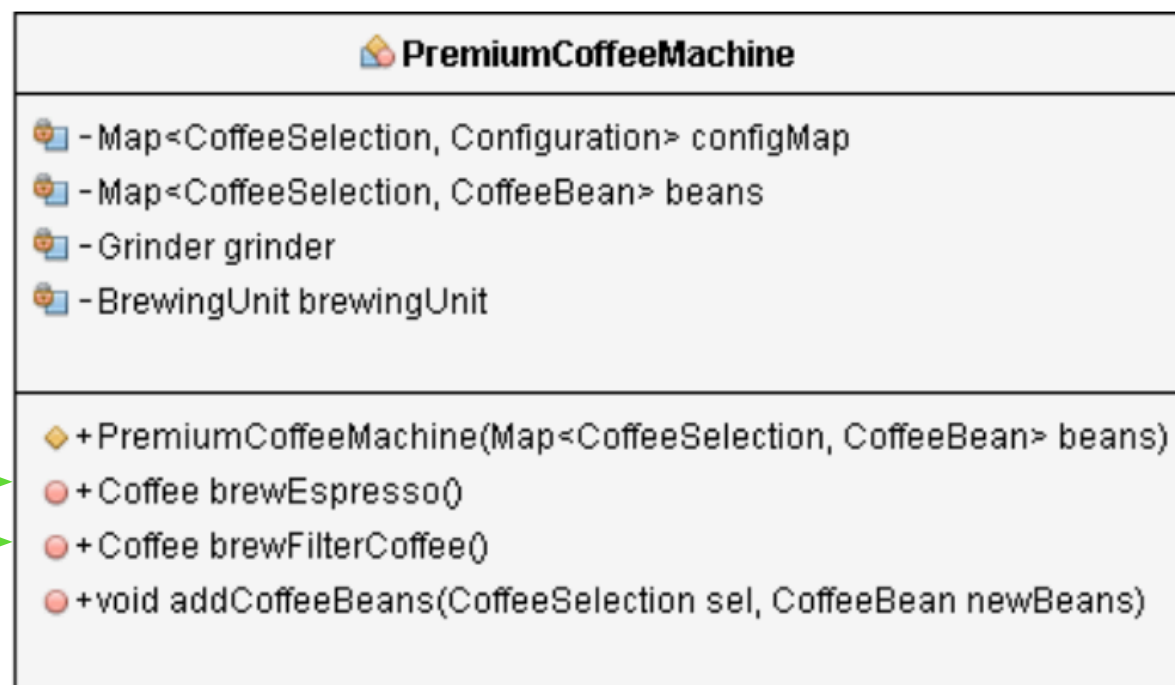 PremiumCoffeeMachine
-Map<CoffeeSelection, Configuration> configMap
-Map<CoffeeSelection, CoffeeBean> beans
-Grinder grinder
-BrewingUnit brewingUnit
+PremiumCoffeeMachine(Map<CoffeeSelection, CoffeeBean> beans)
+Coffee brewEspresso()
+Coffee brewFilterCoffee()
+void addCoffeeBeans(CoffeeSelection sel, CoffeeBean newBeans)